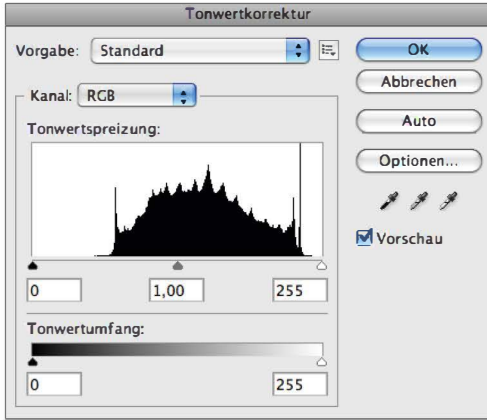 Tonwertkorrektur
Vorgabe: Standard
OK
Abbrechen
Auto
Optionen...
Vorschau
Kanal: RGB
Tonwertspreizung:
0 1,00 255
Tonwertumfang:
0 255